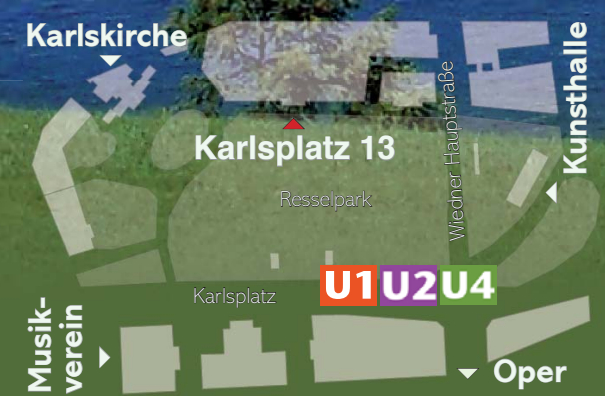 Karlskirche
Kunsthalle
Wiedner Hauptstraße
Karlsplatz 13
Resselpark
Karlsplatz
U1 U2 U4
Musik-
verein
Oper